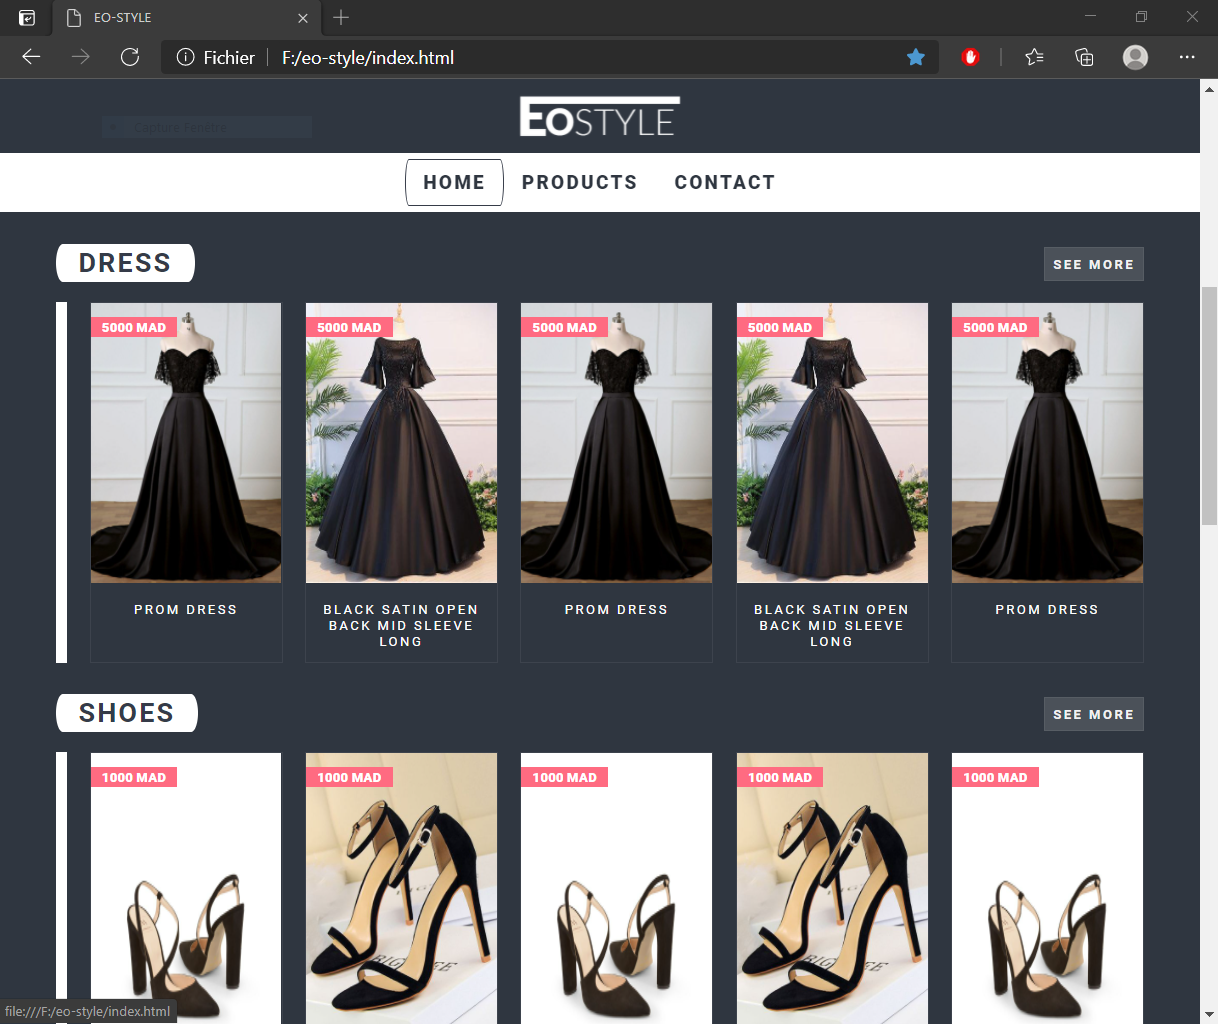 EO-STYLE
Fichier
F:/eo-style/index.html
EOSTYLE
Capture Fenêtre
HOME
PRODUCTS
CONTACT
DRESS
SEE MORE
5000 MAD
5000 MAD
5000 MAD
5000 MAD
5000 MAD
PROM DRESS
BLACK SATIN OPEN
BACK MID SLEEVE
LONG
PROM DRESS
BLACK SATIN OPEN
BACK MID SLEEVE
LONG
PROM DRESS
SHOES
SEE MORE
1000 MAD
1000 MAD
1000 MAD
1000 MAD
1000 MAD
file:///F:/eo-style/index.html